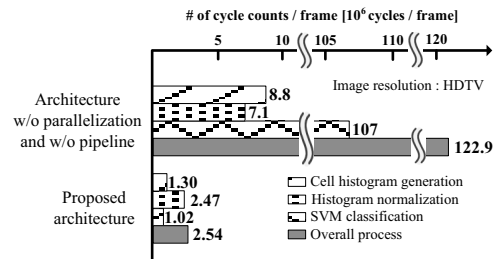 # of cycle counts / frame [10⁶ cycles / frame]
5 10 105 110 120
Image resolution : HDTV
Architecture
w/o parallelization
and w/o pipeline
8.8
7.1
107
122.9
Proposed
architecture
1.30
2.47
1.02
2.54
Cell histogram generation
Histogram normalization
SVM classification
Overall process